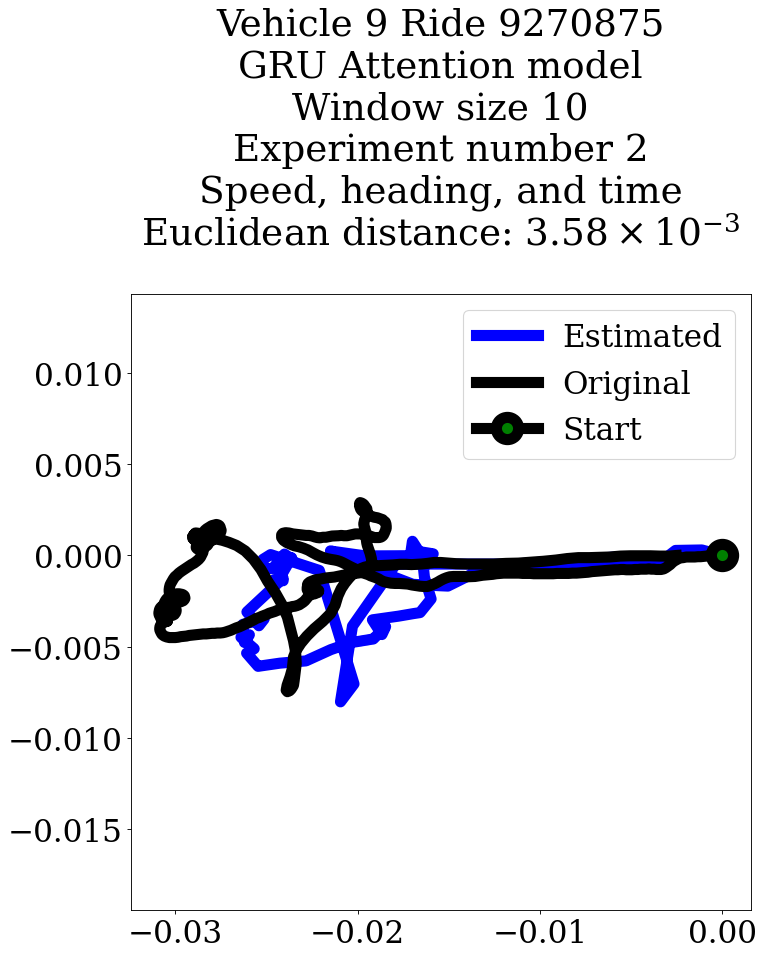 Vehicle 9 Ride 9270875
GRU Attention model
Window size 10
Experiment number 2
Speed, heading, and time
Euclidean distance: 3.58 × 10⁻³
Estimated
Original
Start
0.010
0.005
0.000
−0.005
−0.010
−0.015
−0.03 −0.02 −0.01 0.00